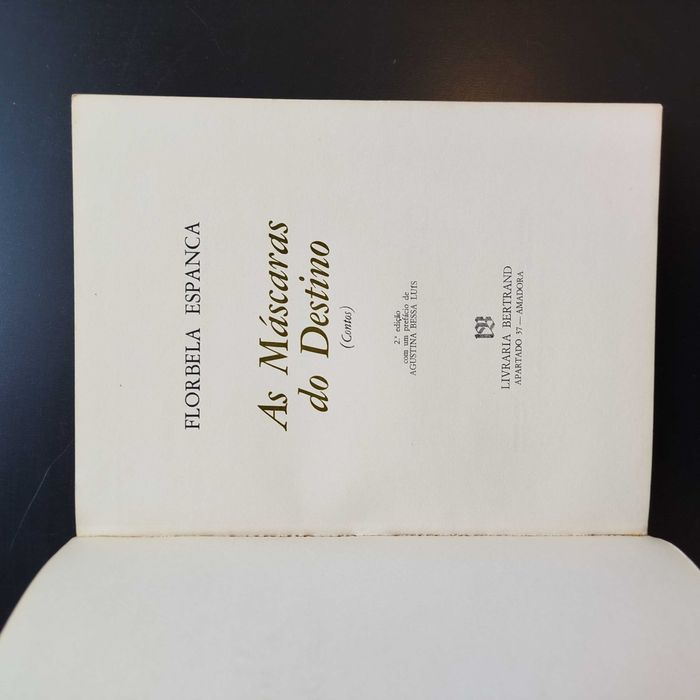 FLORBELA ESPANCA
As Máscaras
do Destino
(Contos)
2.ª edição
com um prefácio de
AGUSTINA BESSA LUÍS
LIVRARIA BERTRAND
APARTADO 37 — AMADORA